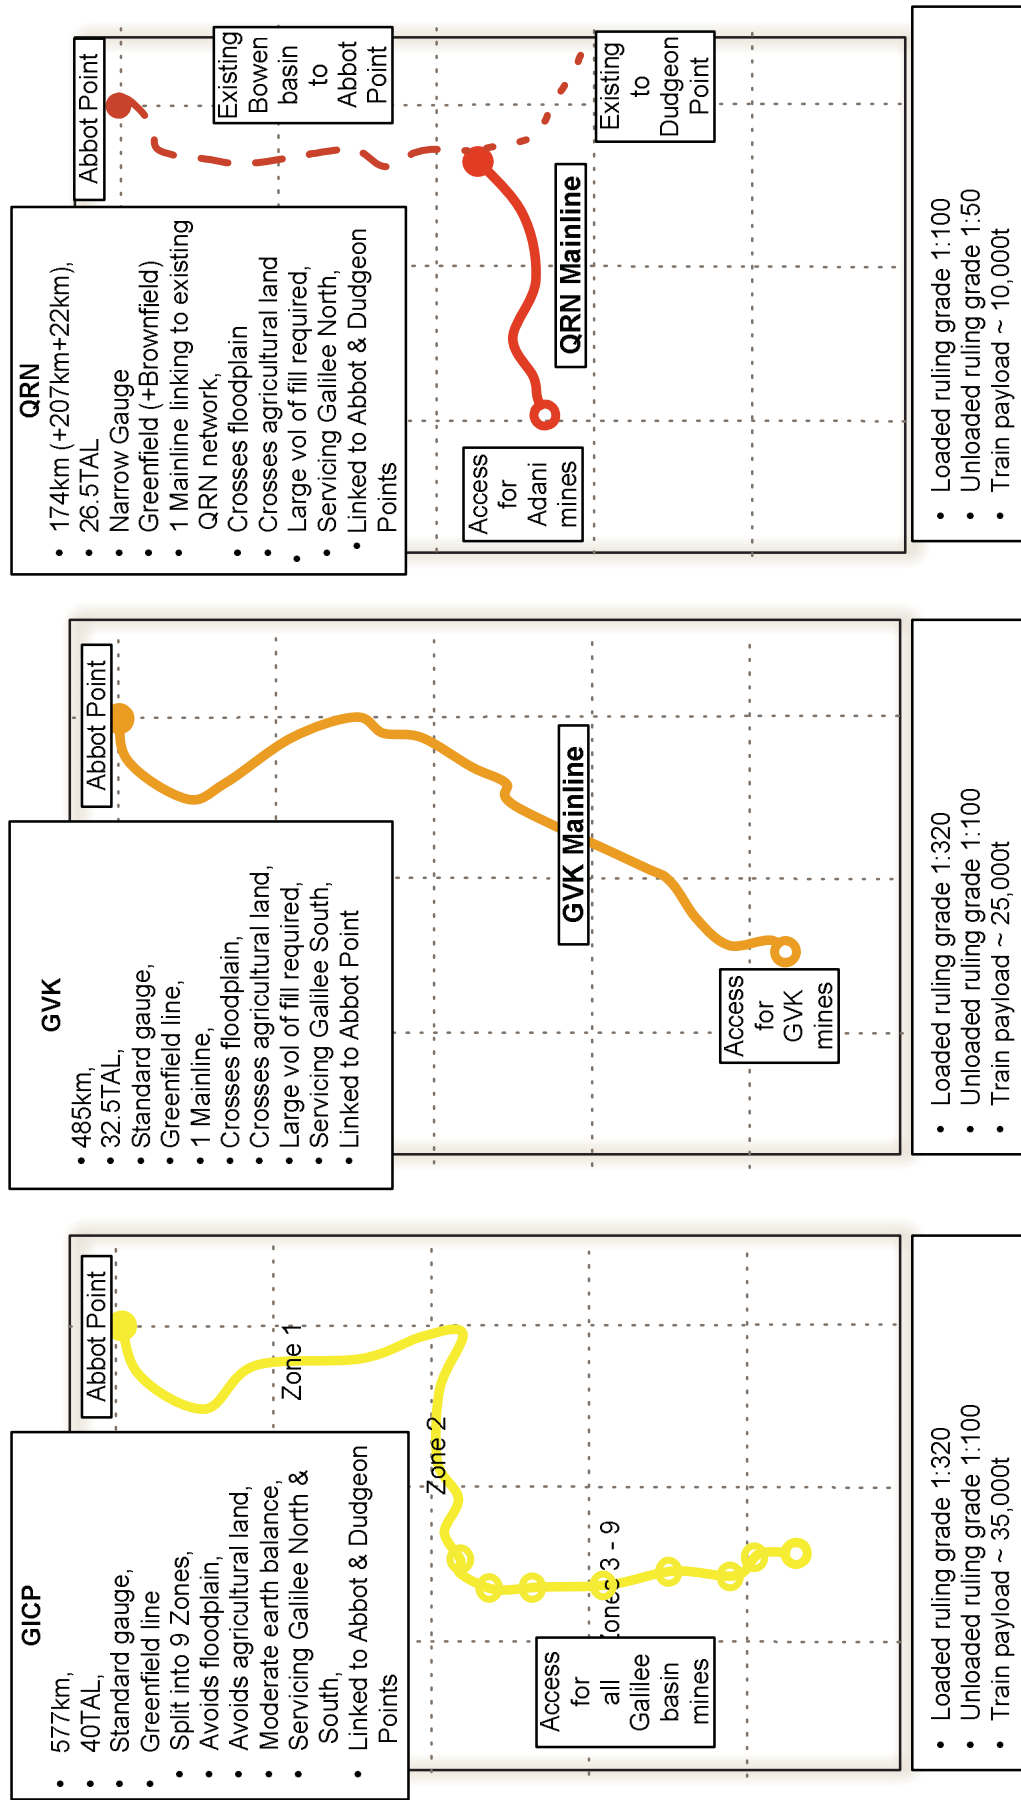 GICP
• 577km,
• 40TAL,
• Standard gauge,
• Greenfield line
• Split into 9 Zones,
• Avoids floodplain,
• Avoids agricultural land,
• Moderate earth balance,
• Servicing Galilee North &
South,
• Linked to Abbot & Dudgeon
Points
Abbot Point
Zone 1
Zone 2
Zones 3 - 9
Access
for
all
Galilee
basin
mines
• Loaded ruling grade 1:320
• Unloaded ruling grade 1:100
• Train payload ~ 35,000t
GVK
• 485km,
• 32.5TAL,
• Standard gauge,
• Greenfield line,
• 1 Mainline,
• Crosses floodplain,
• Crosses agricultural land,
• Large vol of fill required,
• Servicing Galilee South,
• Linked to Abbot Point
Abbot Point
GVK Mainline
Access
for
GVK
mines
• Loaded ruling grade 1:320
• Unloaded ruling grade 1:100
• Train payload ~ 25,000t
QRN
• 174km (+207km+22km),
• 26.5TAL
• Narrow Gauge
• Greenfield (+Brownfield)
• 1 Mainline linking to existing
QRN network,
• Crosses floodplain
• Crosses agricultural land
• Large vol of fill required,
• Servicing Galilee North,
• Linked to Abbot & Dudgeon
Points
Abbot Point
Existing
Bowen
basin
to
Abbot
Point
Existing
to
Dudgeon
Point
QRN Mainline
Access
for
Adani
mines
• Loaded ruling grade 1:100
• Unloaded ruling grade 1:50
• Train payload ~ 10,000t